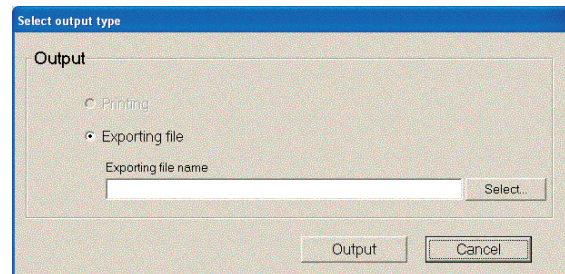 Select output type
Output
Printing
Exporting file
Exporting file name
Select...
Output
Cancel